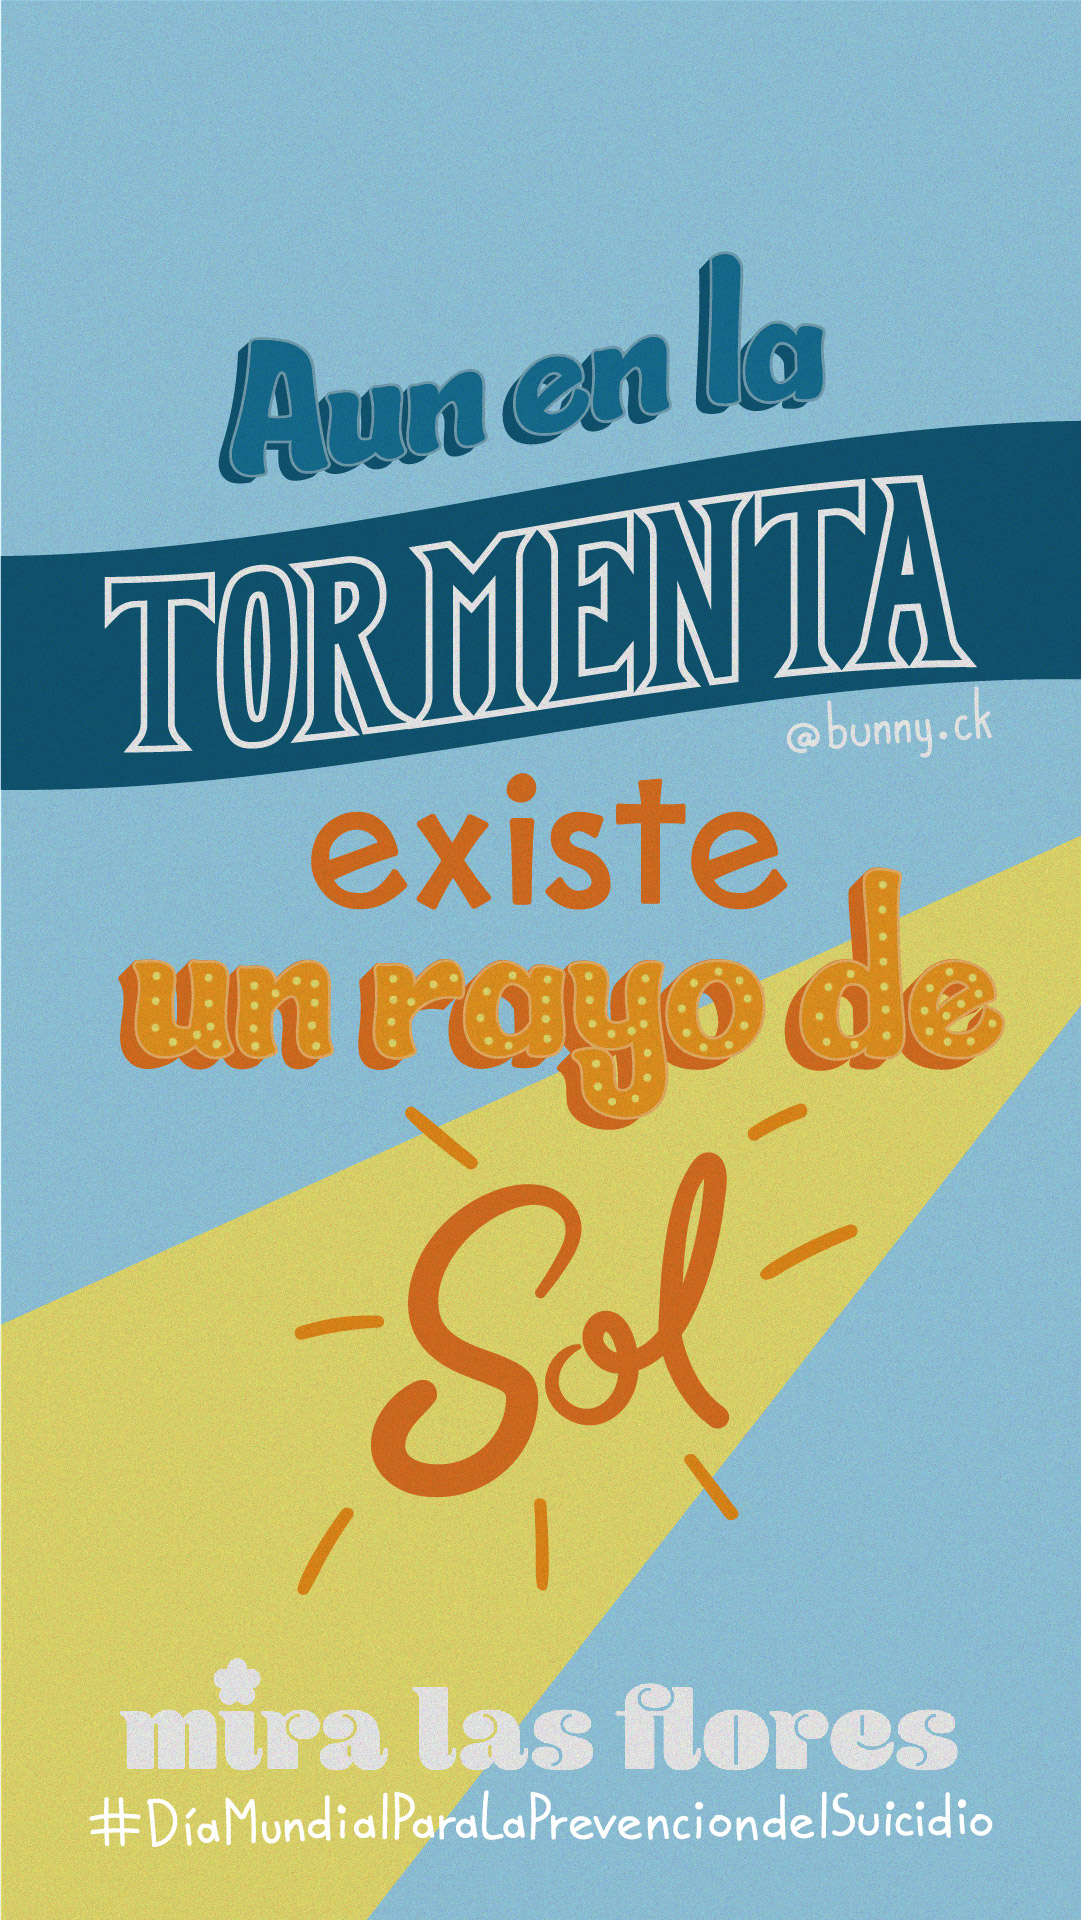 Aun en la
TORMENTA
@bunny.ck
existe
un rayo de
Sol
mira las flores
#DíaMundialParaLaPrevenciondelSuicidio